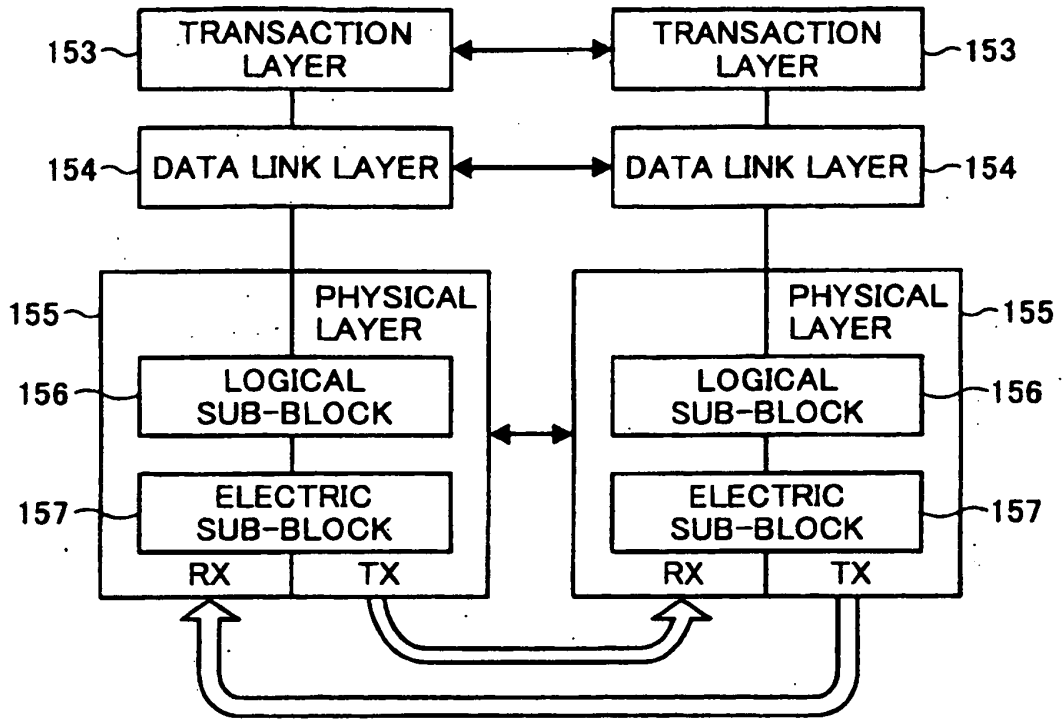 153
TRANSACTION
LAYER
TRANSACTION
LAYER
153
154
DATA LINK LAYER
DATA LINK LAYER
154
155
PHYSICAL
LAYER
PHYSICAL
LAYER
155
156
LOGICAL
SUB-BLOCK
LOGICAL
SUB-BLOCK
156
157
ELECTRIC
SUB-BLOCK
ELECTRIC
SUB-BLOCK
157
RX
TX
RX
TX